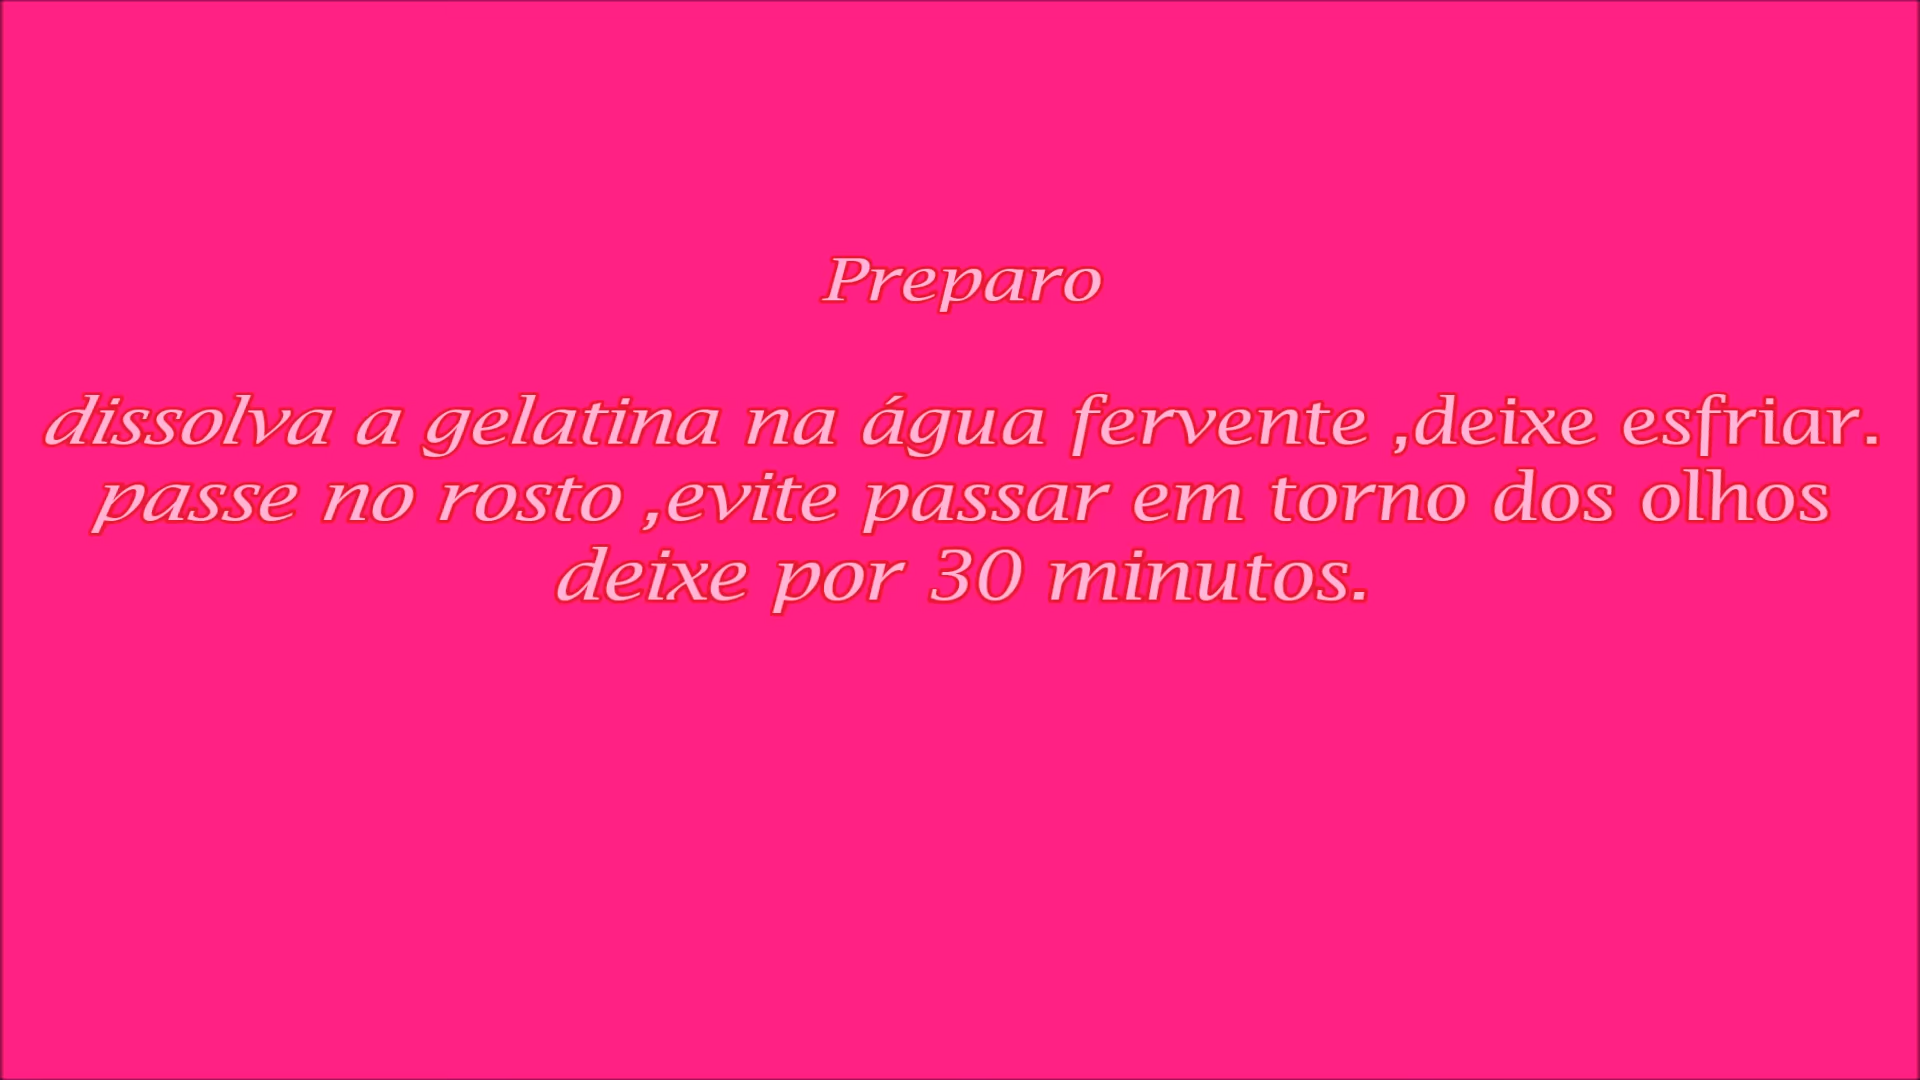 Preparo
dissolva a gelatina na água fervente ,deixe esfriar.
passe no rosto ,evite passar em torno dos olhos
deixe por 30 minutos.